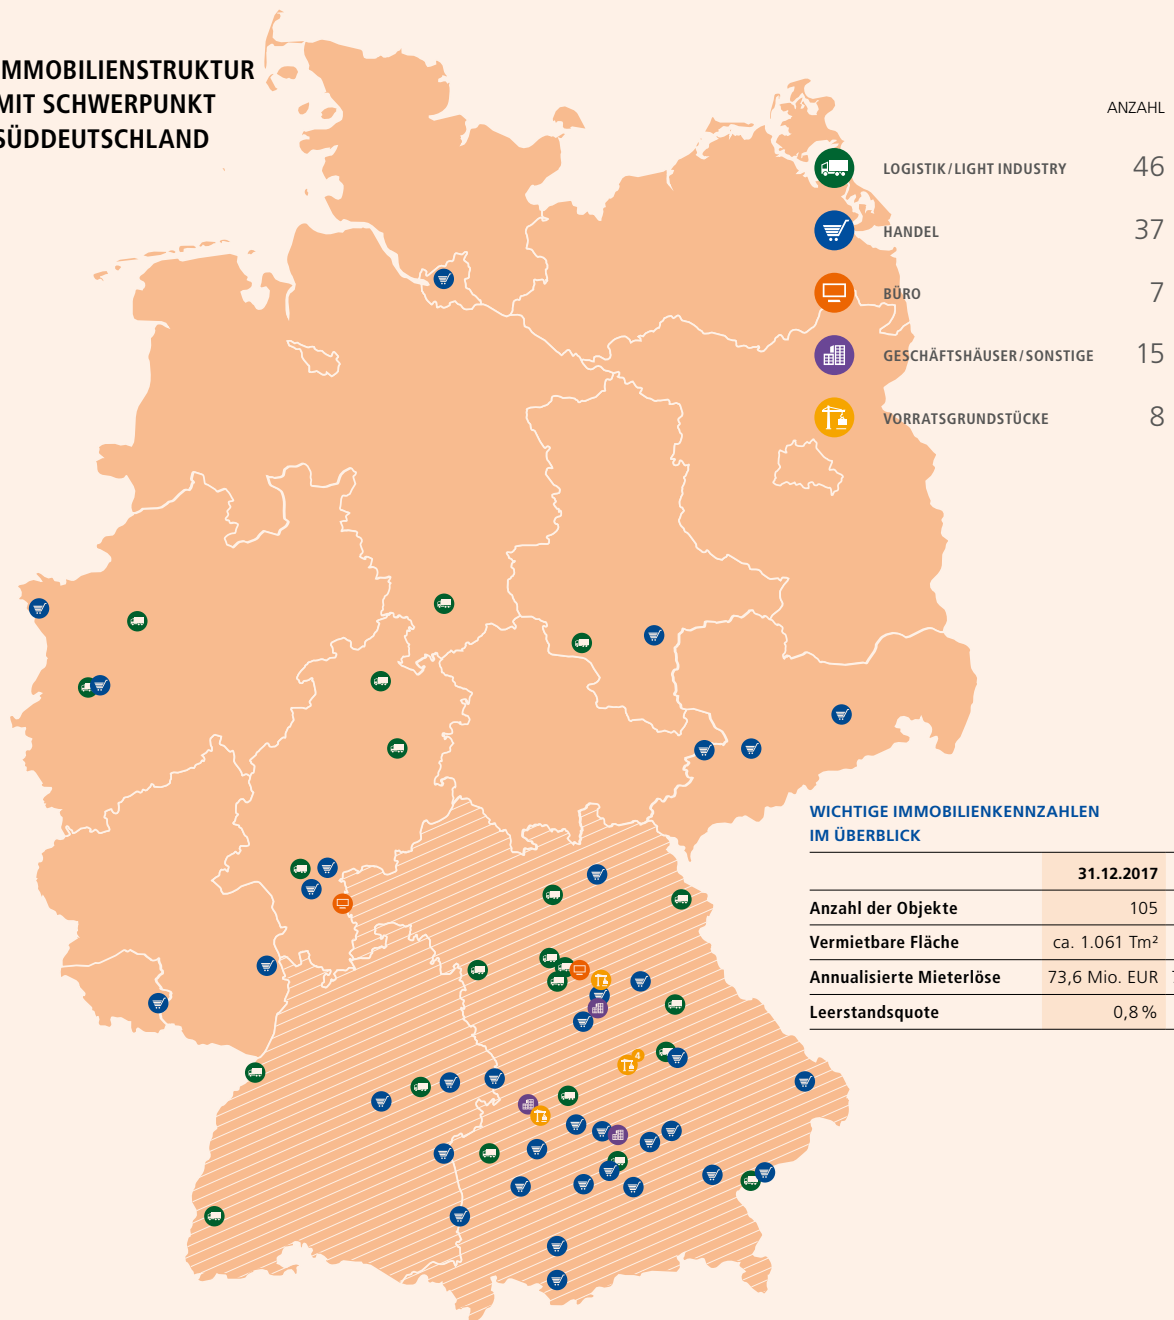 IMMOBILIENSTRUKTUR
MIT SCHWERPUNKT
SÜDDEUTSCHLAND
ANZAHL
LOGISTIK/LIGHT INDUSTRY 46
HANDEL 37
BÜRO 7
GESCHÄFTSHÄUSER/SONSTIGE 15
VORRATSGRUNDSTÜCKE 8
4
WICHTIGE IMMOBILIENKENNZAHLEN
IM ÜBERBLICK
31.12.2017
Anzahl der Objekte 105
Vermietbare Fläche ca. 1.061 Tm²
Annualisierte Mieterlöse 73,6 Mio. EUR
Leerstandsquote 0,8 %